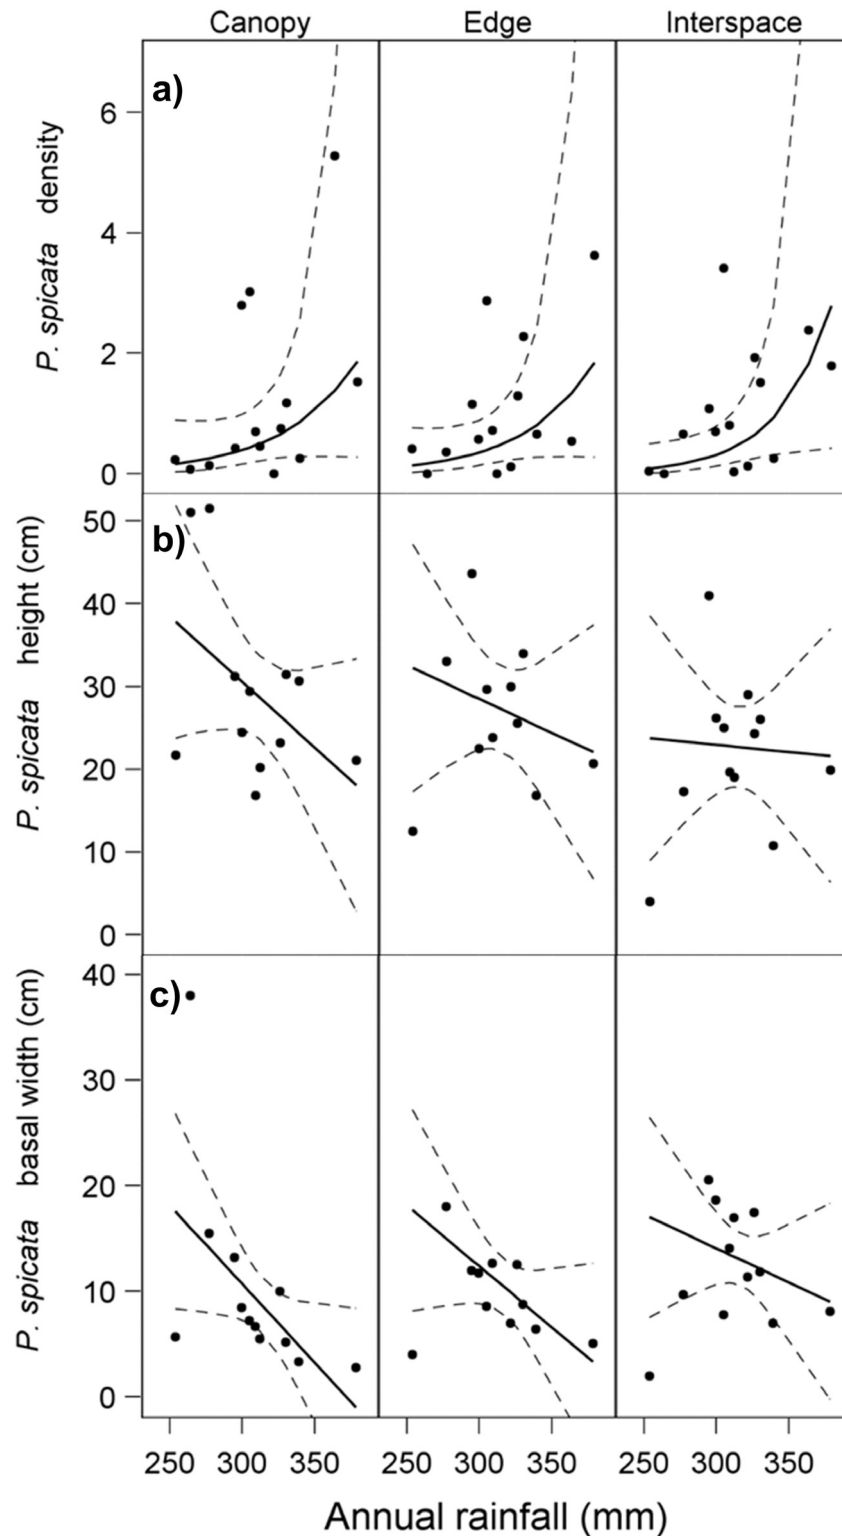 Canopy Edge Interspace
a)
P. spicata density
6
4
2
0
b)
P. spicata height (cm)
50
40
30
20
10
0
c)
P. spicata basal width (cm)
40
30
20
10
0
250 300 350 250 300 350 250 300 350
Annual rainfall (mm)